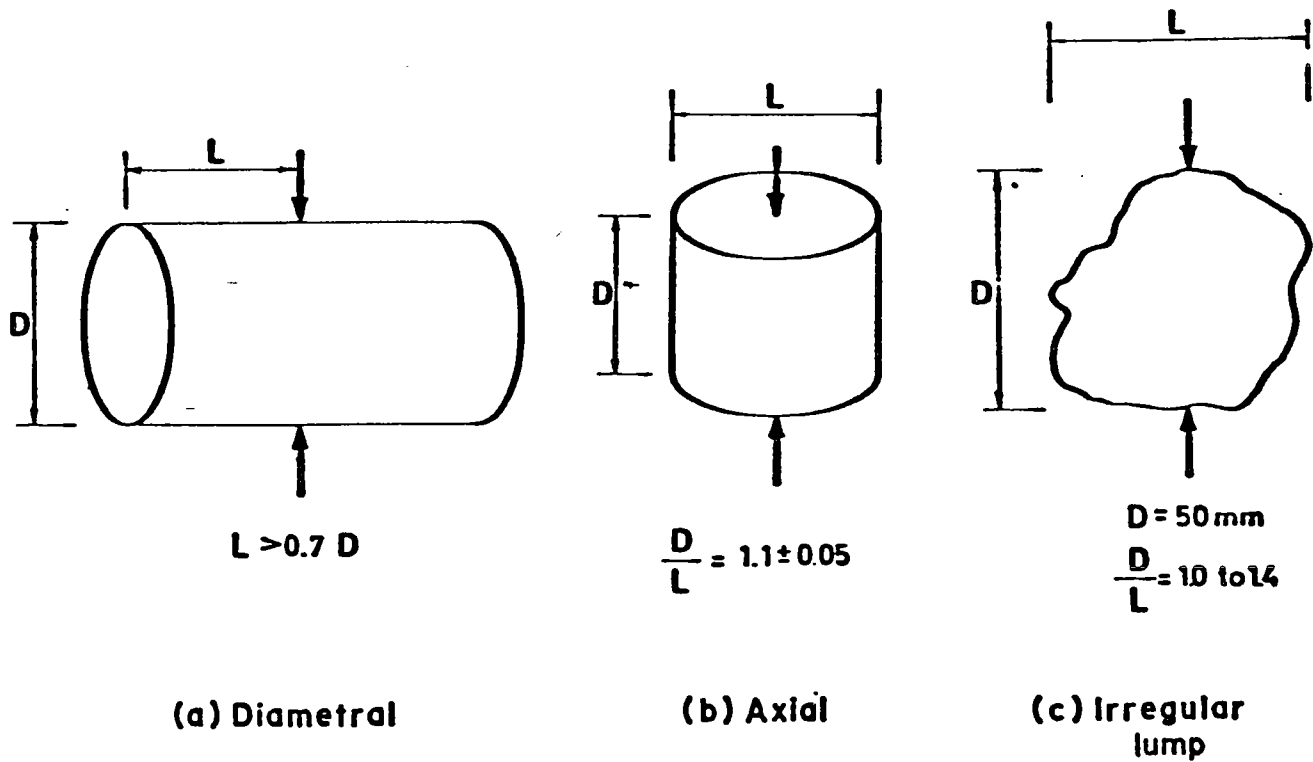 L
D
L >0.7 D
(a) Diametral
L
D
D/L = 1.1±0.05
(b) Axial
L
D
D = 50 mm
D/L = 1.0 to 1.4
(c) Irregular
lump